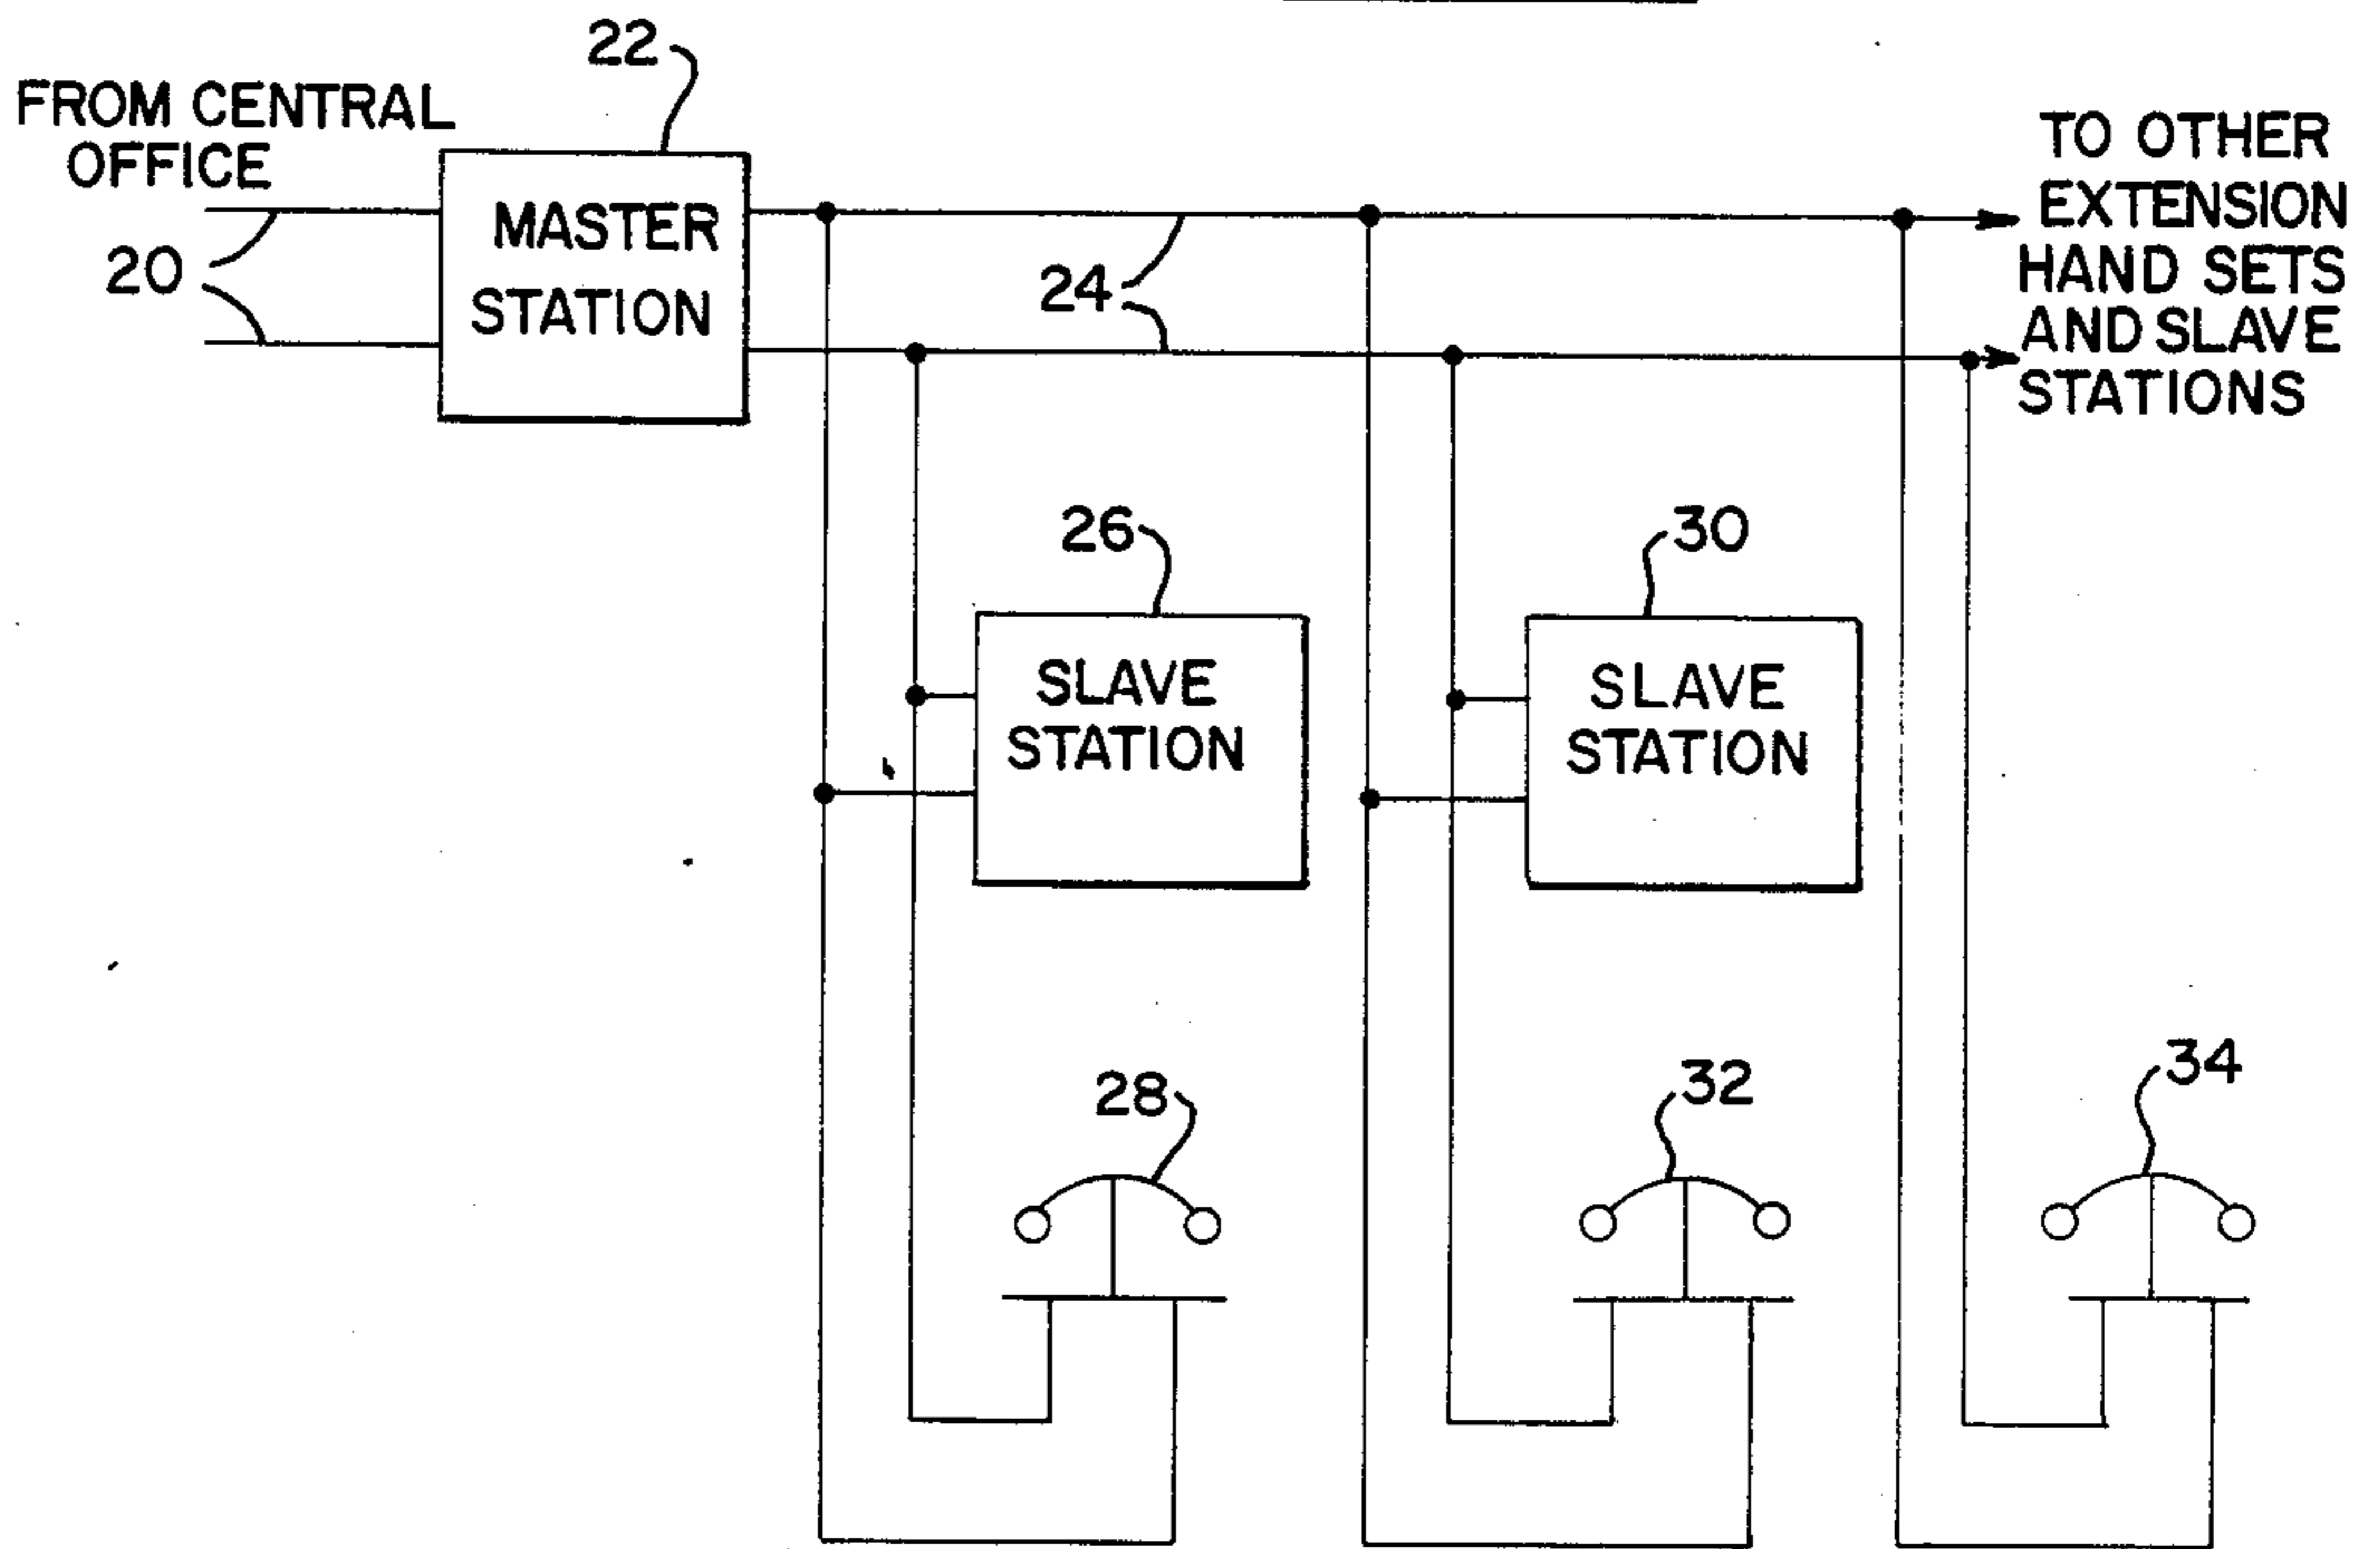 22
FROM CENTRAL
OFFICE
TO OTHER
EXTENSION
HAND SETS
AND SLAVE
STATIONS
MASTER
STATION
20
24
26
30
SLAVE
STATION
SLAVE
STATION
28
32
34